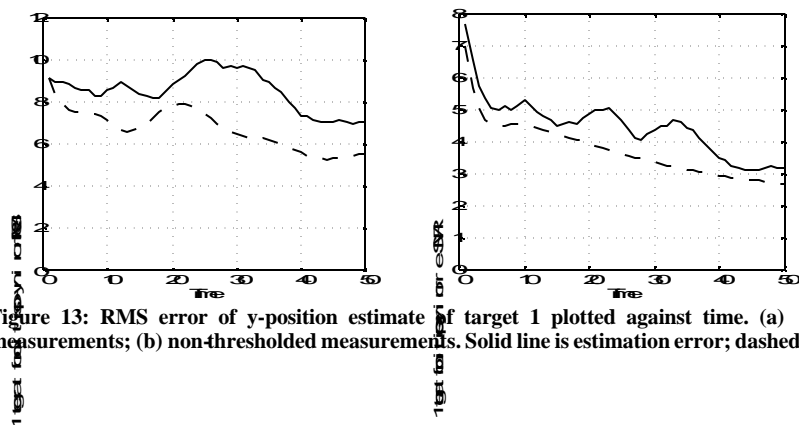 12
10
8
6
4
2
0
0 10 20 30 40 50
Time
8
7
6
5
4
3
2
1
0
0 10 20 30 40 50
Time
Figure 13: RMS error of y-position estimate of target 1 plotted against time. (a)
measurements; (b) non-thresholded measurements. Solid line is estimation error; dashed